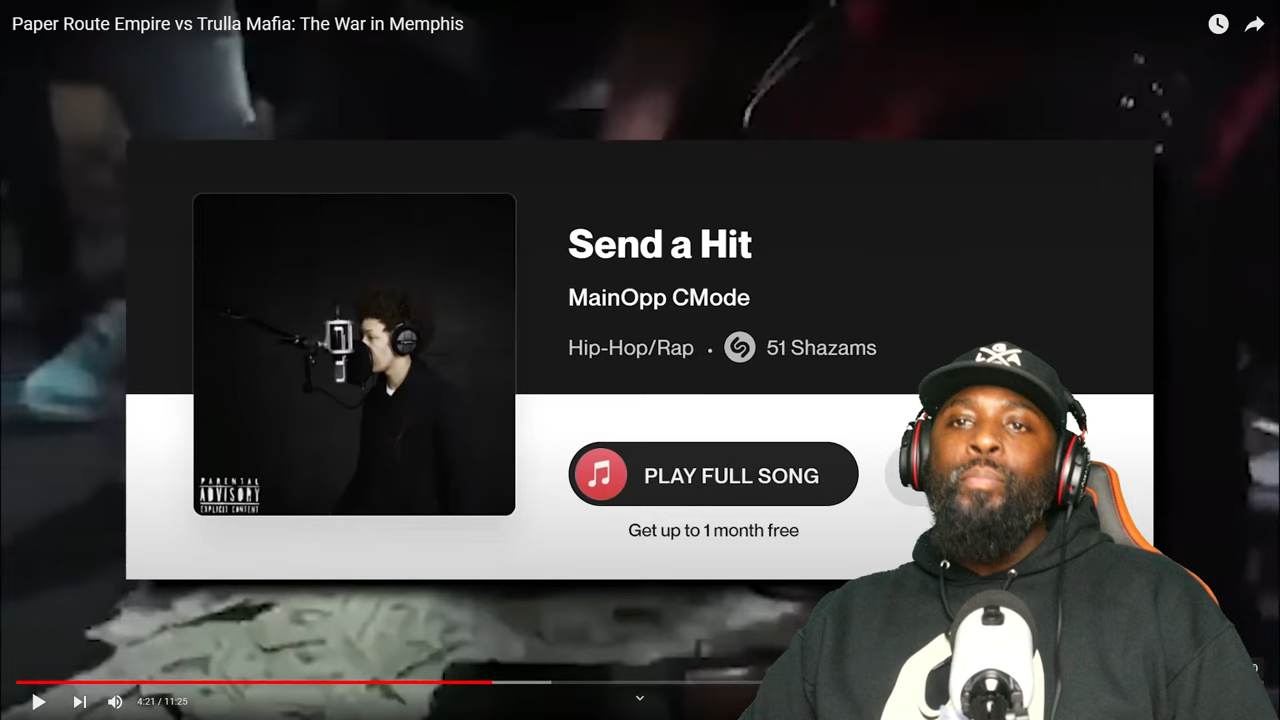 Paper Route Empire vs Trulla Mafia: The War in Memphis
Send a Hit
MainOpp CMode
Hip-Hop/Rap · 51 Shazams
PLAY FULL SONG
Get up to 1 month free
PARENTAL
ADVISORY
EXPLICIT CONTENT
4:21 / 11:25